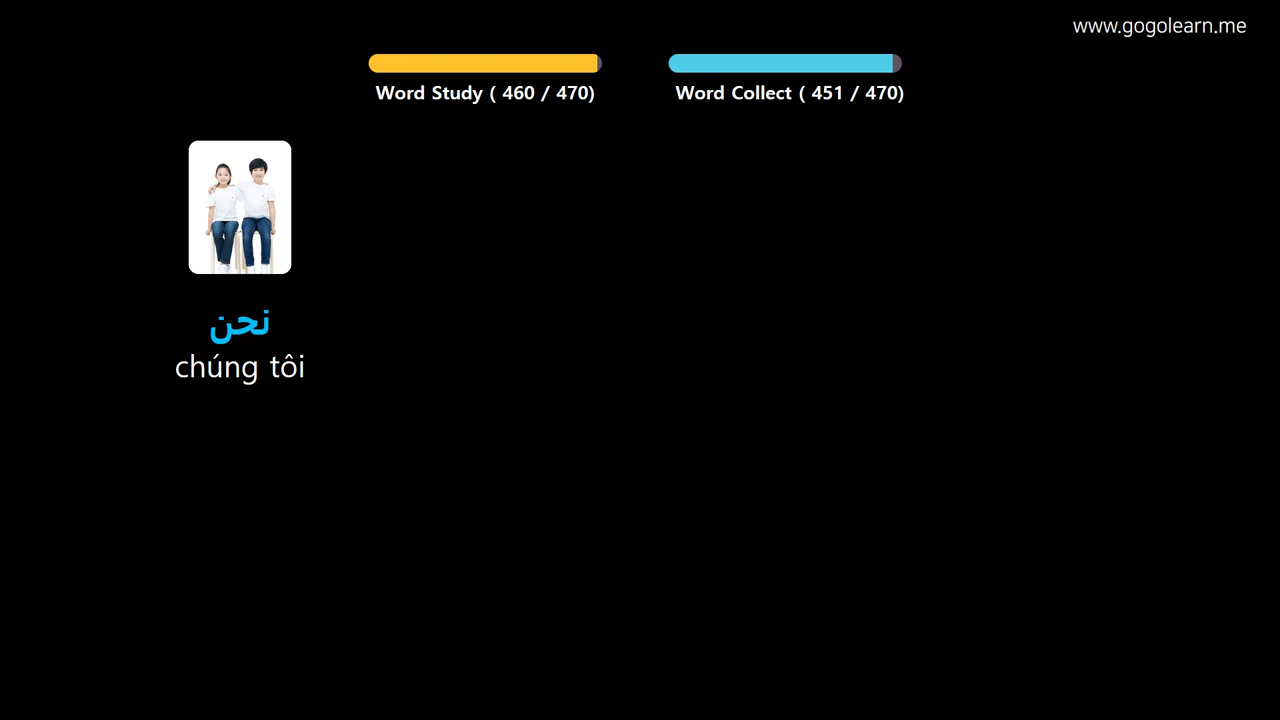 www.gogolearn.me
Word Study ( 460 / 470)
Word Collect ( 451 / 470)
نحن
chúng tôi